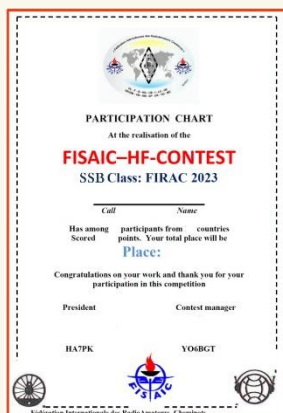 PARTICIPATION CHART
At the realisation of the
FISAIC–HF-CONTEST
SSB Class: FIRAC 2023
Call Name
Has among participants from countries
Scored points. Your total place will be
Place:
Congratulations on your work and thank you for your
participation in this competition
President Contest manager
HA7PK YO6BGT
FISAIC